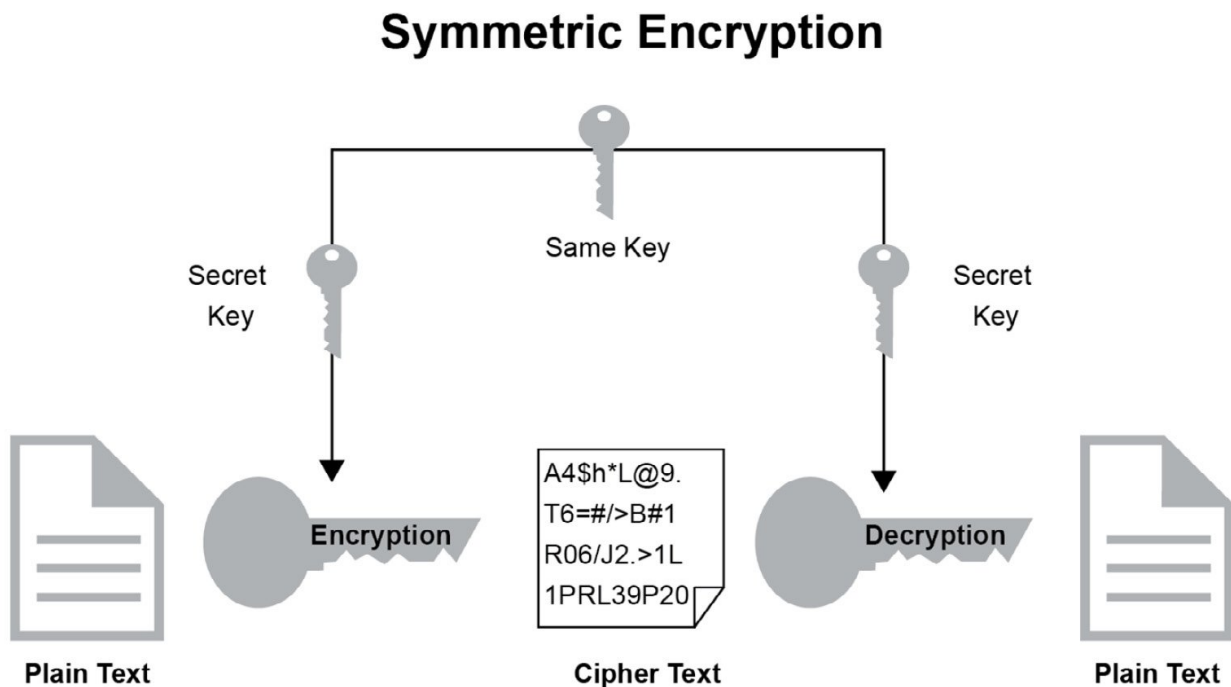 Symmetric Encryption
Same Key
Secret
Key
Secret
Key
Encryption
A4$h*L@9.
T6=#/>B#1
R06/J2.>1L
1PRL39P20
Decryption
Plain Text
Cipher Text
Plain Text